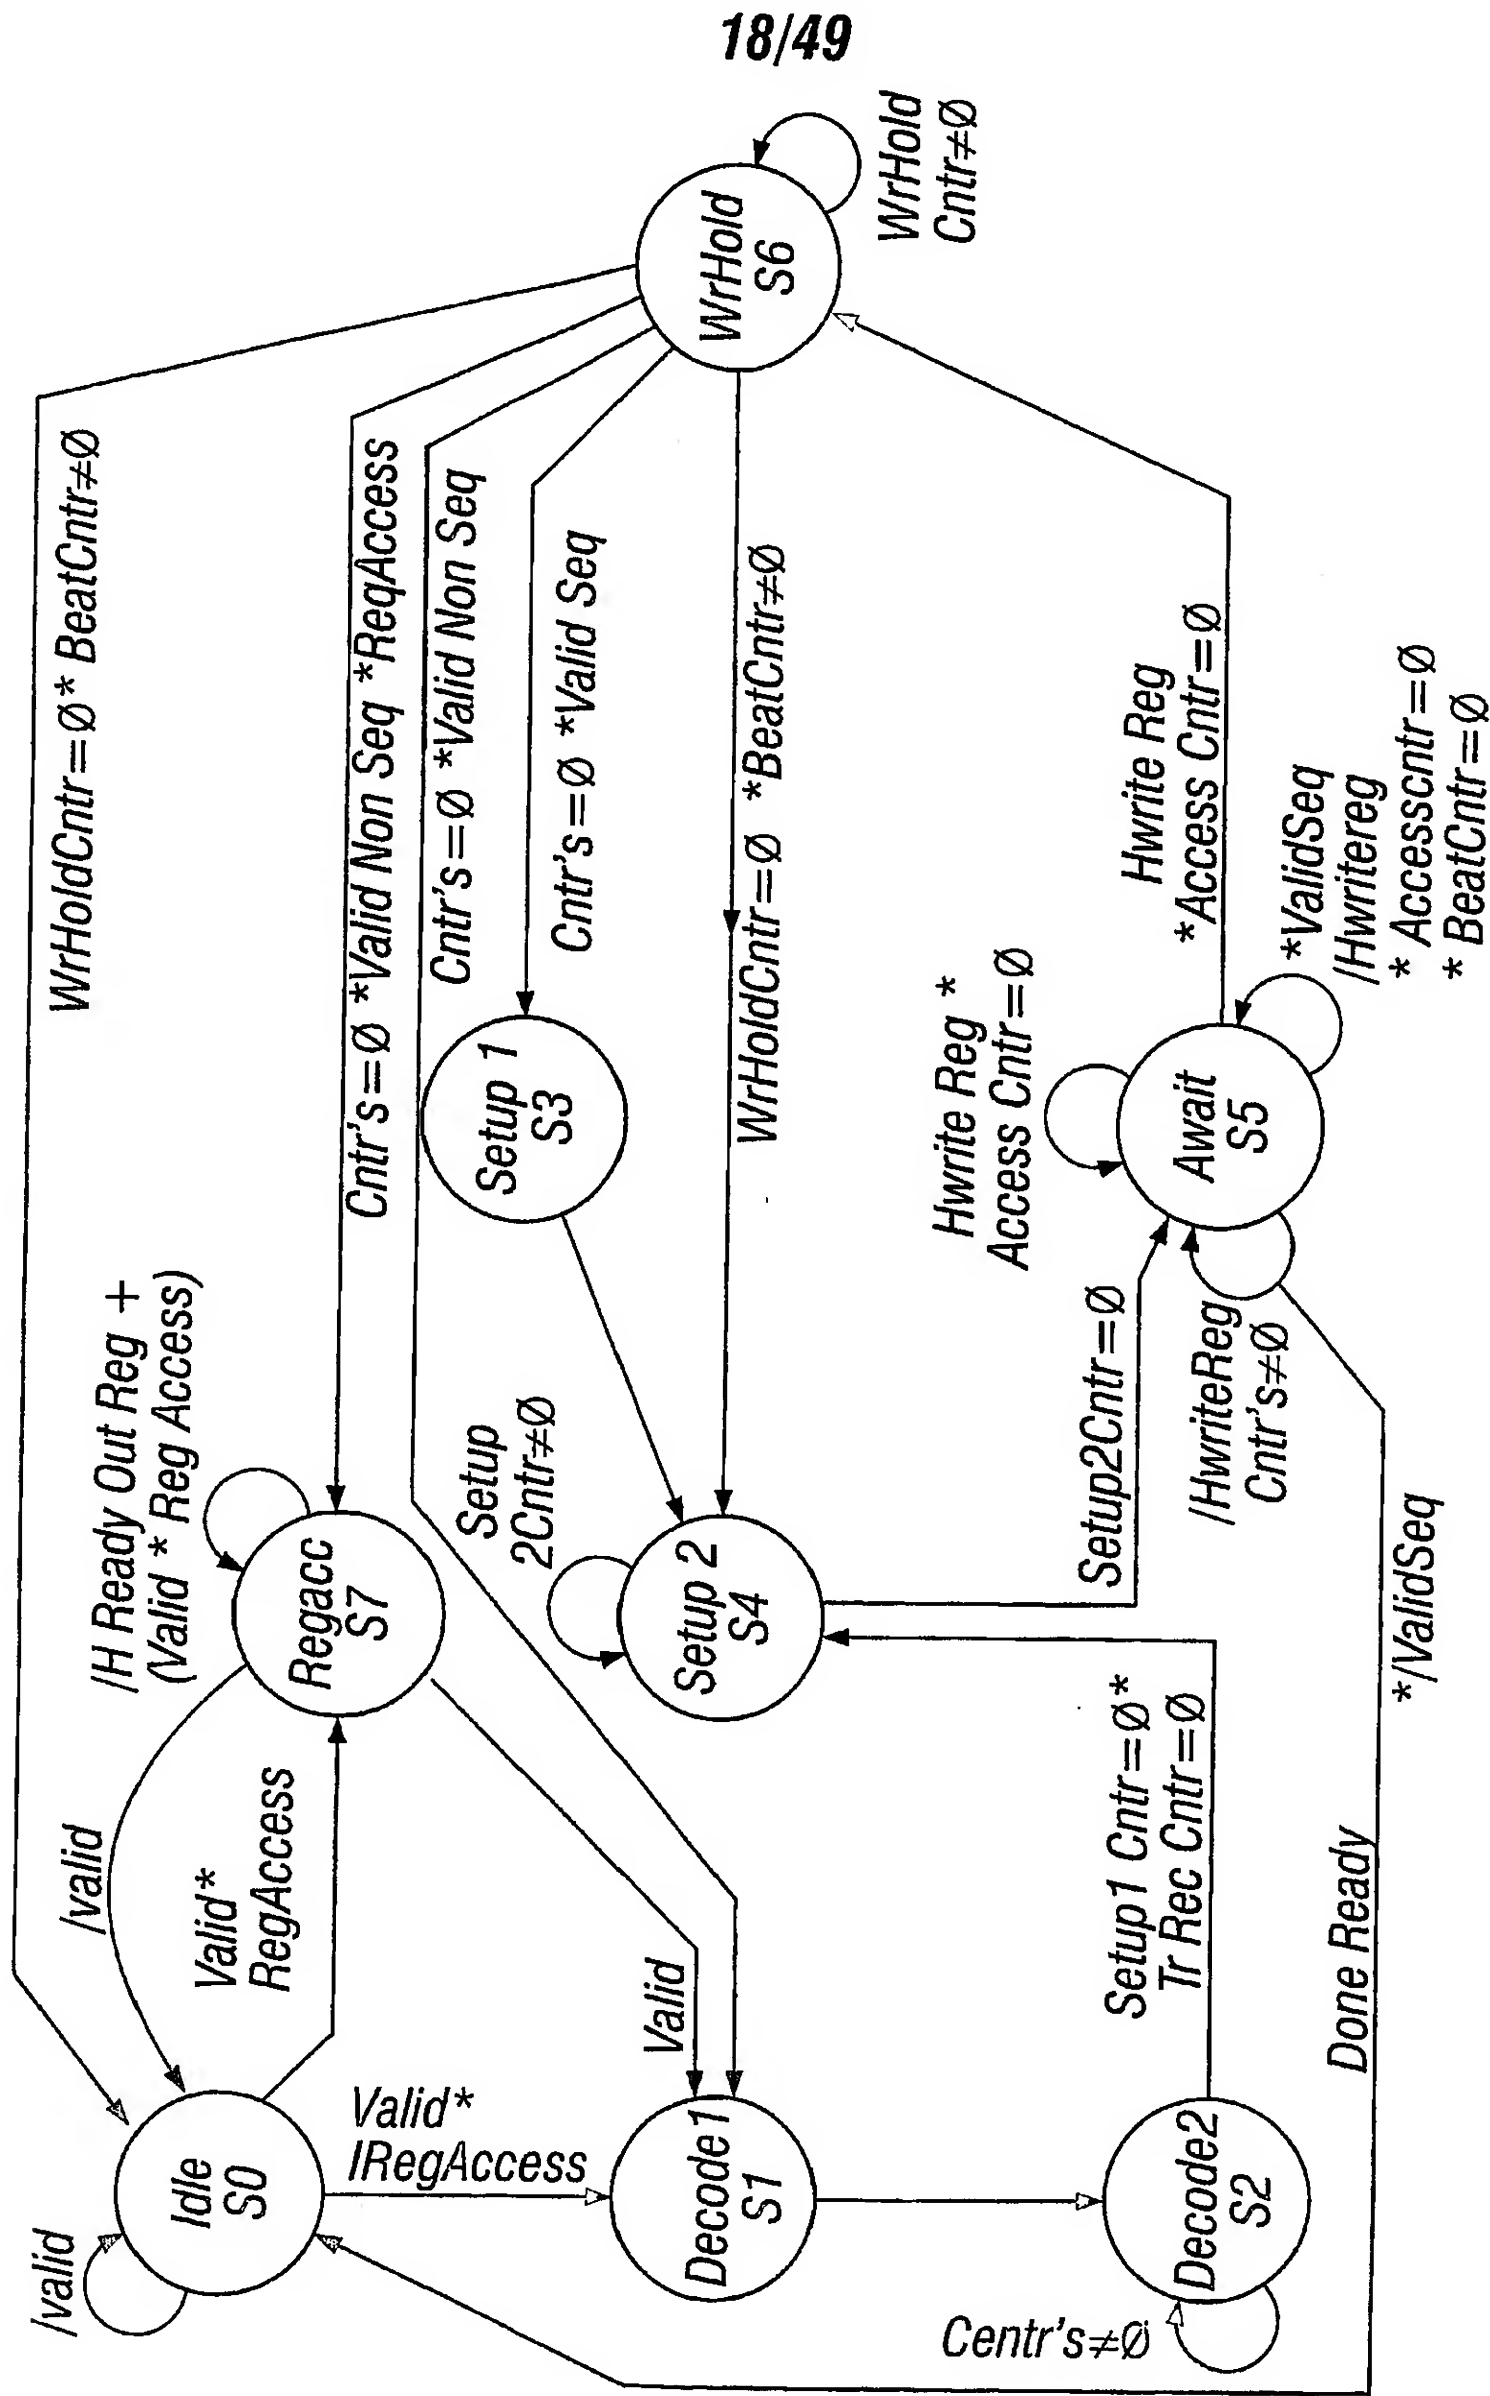 18/49
WrHoldCntr=Ø* BeatCntr≠Ø
Cntr's=Ø *Valid Non Seq *ReqAccess
Cntr's=Ø *Valid Non Seq
Cntr's=Ø *Valid Seq
WrHoldCntr=Ø *BeatCntr≠Ø
WrHold
S6
WrHold
Cntr≠Ø
/H Ready Out Reg +
(Valid * Reg Access)
Regacc
S7
Setup 1
S3
Setup
2Cntr≠Ø
Setup 2
S4
Hwrite Reg *
Access Cntr=Ø
Hwrite Reg
*Access Cntr=Ø
Await
S5
*ValidSeq
/Hwritereg
* Accesscntr=Ø
* BeatCntr=Ø
Setup2Cntr=Ø
/HwriteReg
Cntr's≠Ø
*/ValidSeq
/valid
Valid*
RegAccess
/valid
Idle
S0
Valid*
IRegAccess
Valid
Decode1
S1
Setup1 Cntr=Ø*
Tr Rec Cntr=Ø
Decode2
S2
Centr's≠Ø
Done Ready